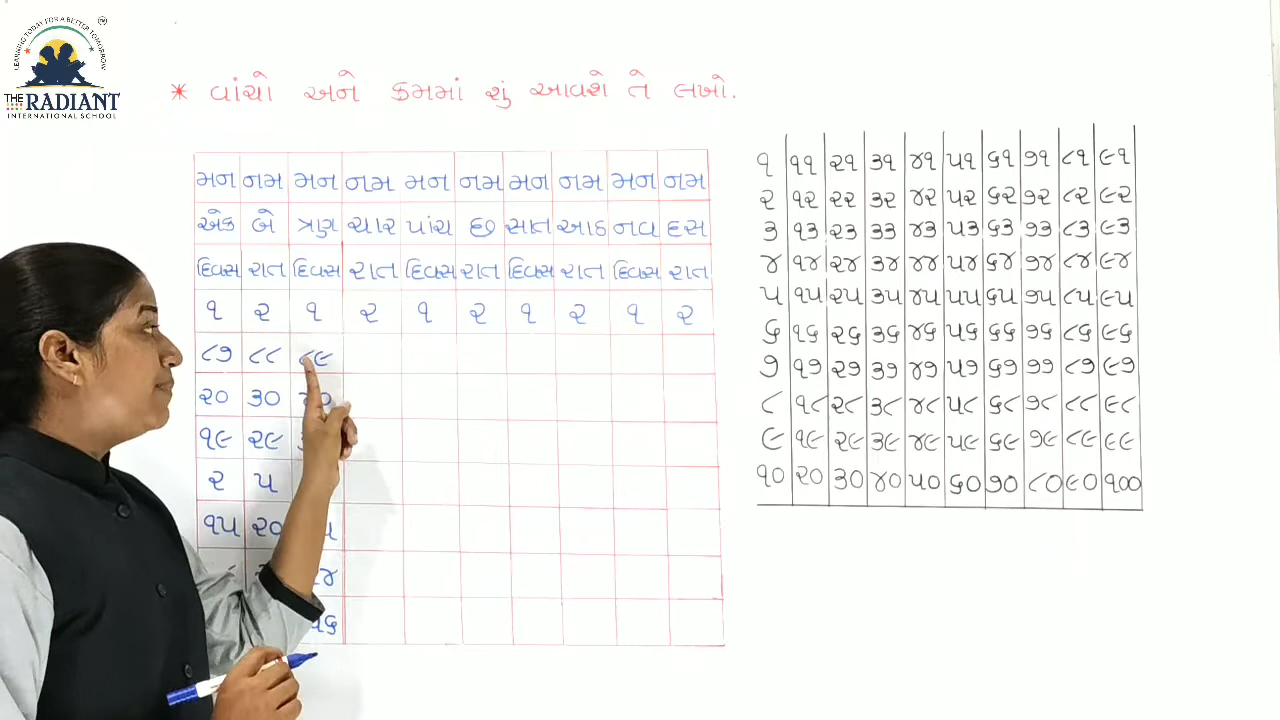 LEARNING TODAY FOR A BETTER TOMORROW
THE RADIANT
INTERNATIONAL SCHOOL
* વાંચો અને ક્રમમાં શું આવશે તે લખો.
મન નમ મન નમ મન નમ મન નમ મન નમ
એક બે ત્રણ ચાર પાંચ છ સાત આઠ નવ દસ
દિવસ રાત દિવસ રાત દિવસ રાત દિવસ રાત દિવસ રાત
૧ ૨ ૧ ૨ ૧ ૨ ૧ ૨ ૧ ૨
૮૭ ૮૮ ૮૯
૨૦ ૩૦ ૪૦
૧૯ ૨૯
૨ ૫
૧૫ ૨૦
૧ ૧૧ ૨૧ ૩૧ ૪૧ ૫૧ ૬૧ ૭૧ ૮૧ ૯૧
૨ ૧૨ ૨૨ ૩૨ ૪૨ ૫૨ ૬૨ ૭૨ ૮૨ ૯૨
૩ ૧૩ ૨૩ ૩૩ ૪૩ ૫૩ ૬૩ ૭૩ ૮૩ ૯૩
૪ ૧૪ ૨૪ ૩૪ ૪૪ ૫૪ ૬૪ ૭૪ ૮૪ ૯૪
૫ ૧૫ ૨૫ ૩૫ ૪૫ ૫૫ ૬૫ ૭૫ ૮૫ ૯૫
૬ ૧૬ ૨૬ ૩૬ ૪૬ ૫૬ ૬૬ ૭૬ ૮૬ ૯૬
૭ ૧૭ ૨૭ ૩૭ ૪૭ ૫૭ ૬૭ ૭૭ ૮૭ ૯૭
૮ ૧૮ ૨૮ ૩૮ ૪૮ ૫૮ ૬૮ ૭૮ ૮૮ ૯૮
૯ ૧૯ ૨૯ ૩૯ ૪૯ ૫૯ ૬૯ ૭૯ ૮૯ ૯૯
૧૦ ૨૦ ૩૦ ૪૦ ૫૦ ૬૦ ૭૦ ૮૦ ૯૦ ૧૦૦